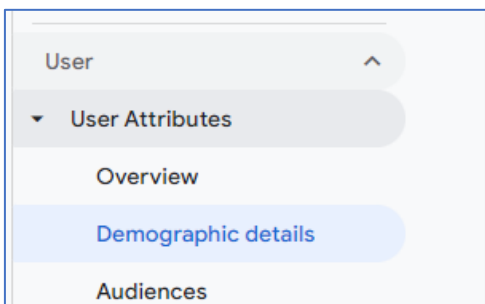 User
User Attributes
Overview
Demographic details
Audiences